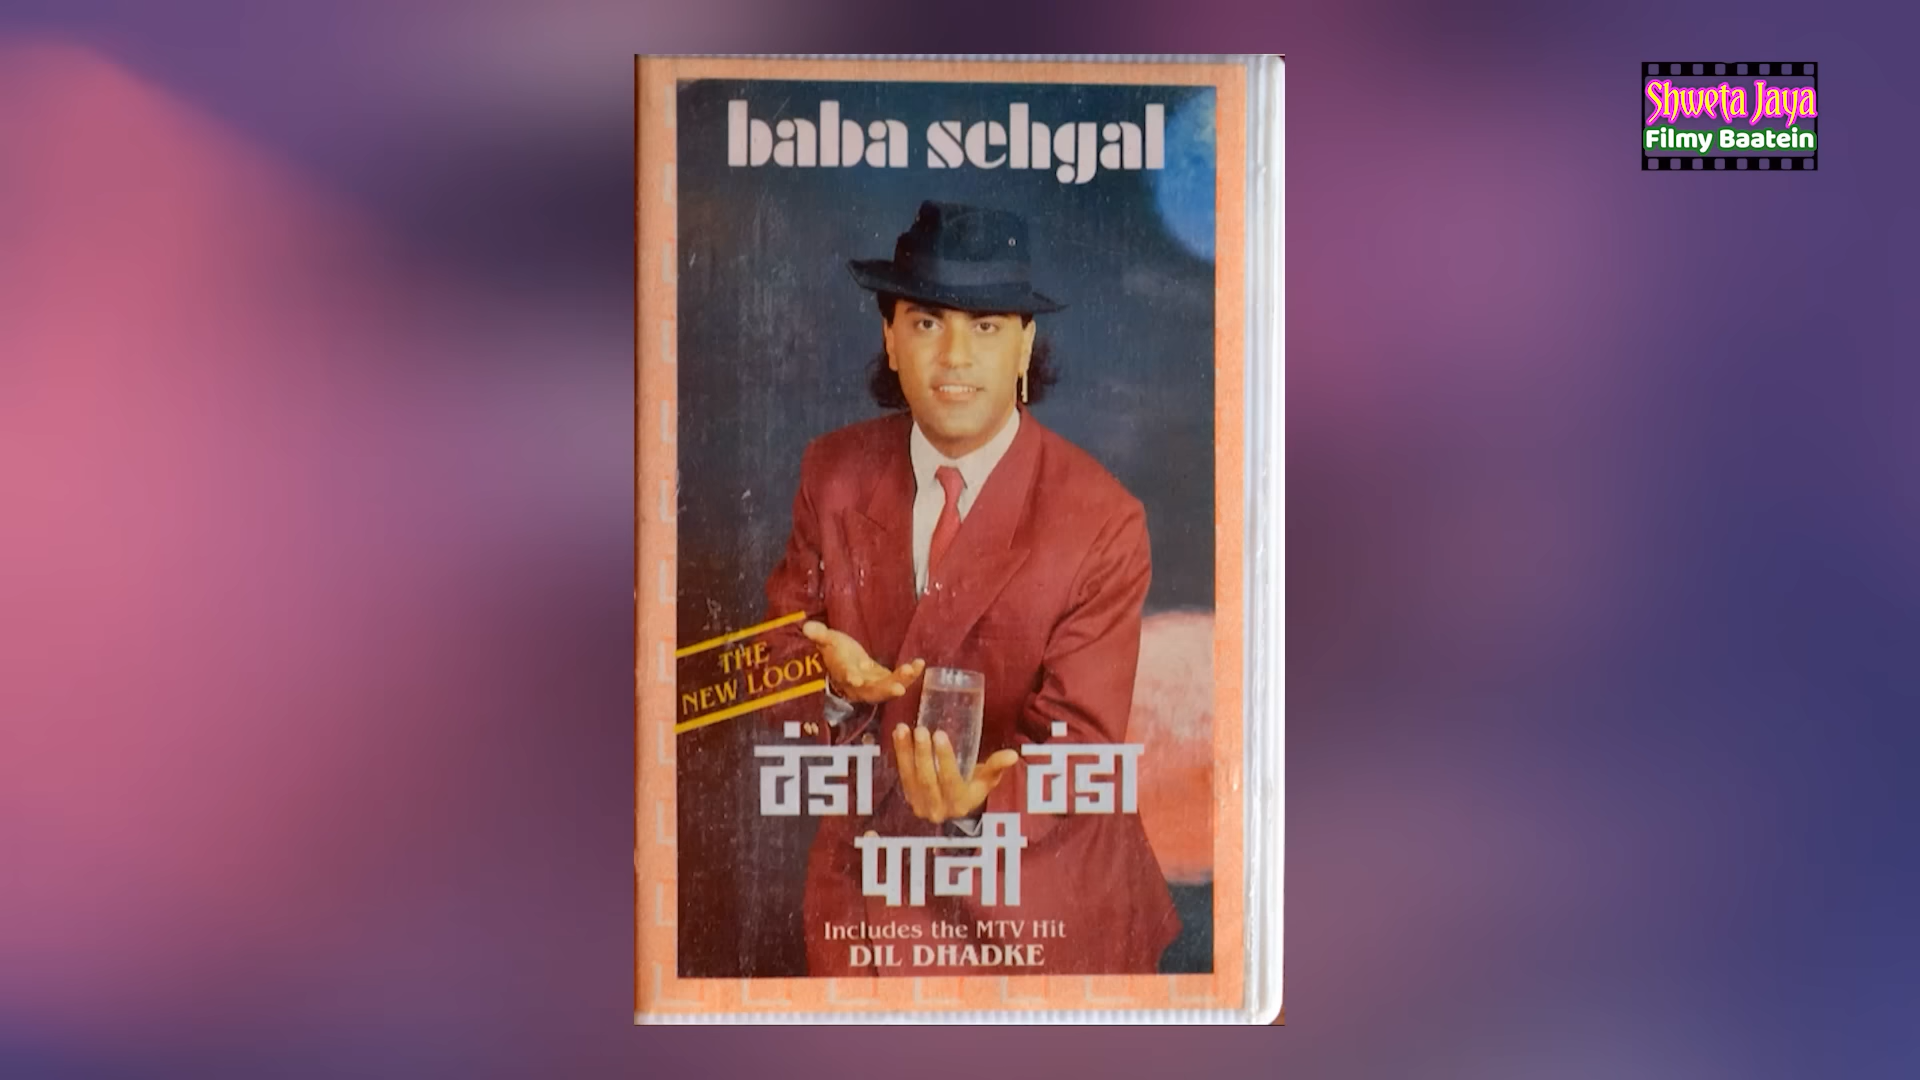 baba sehgal
Shweta Jaya
Filmy Baatein
THE
NEW LOOK
ठंडा ठंडा
पानी
Includes the MTV Hit
DIL DHADKE